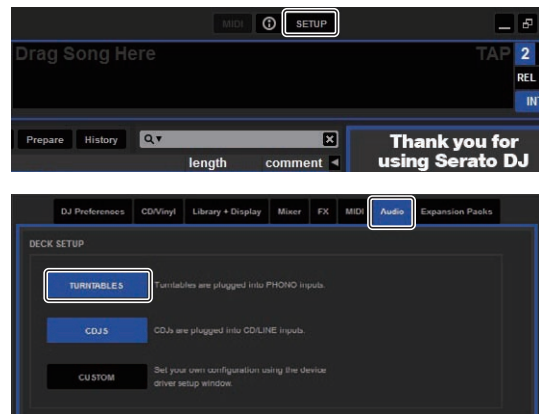 MIDI SETUP
Drag Song Here TAP 2
REL
IN
Prepare History
length comment
Thank you for
using Serato DJ
DJ Preferences CD/Vinyl Library + Display Mixer FX MIDI Audio Expansion Packs
DECK SETUP
TURNTABLES Turntables are plugged into PHONO inputs.
CDJS CDJs are plugged into CD/LINE inputs.
CUSTOM Set your own configuration using the device
driver setup window.